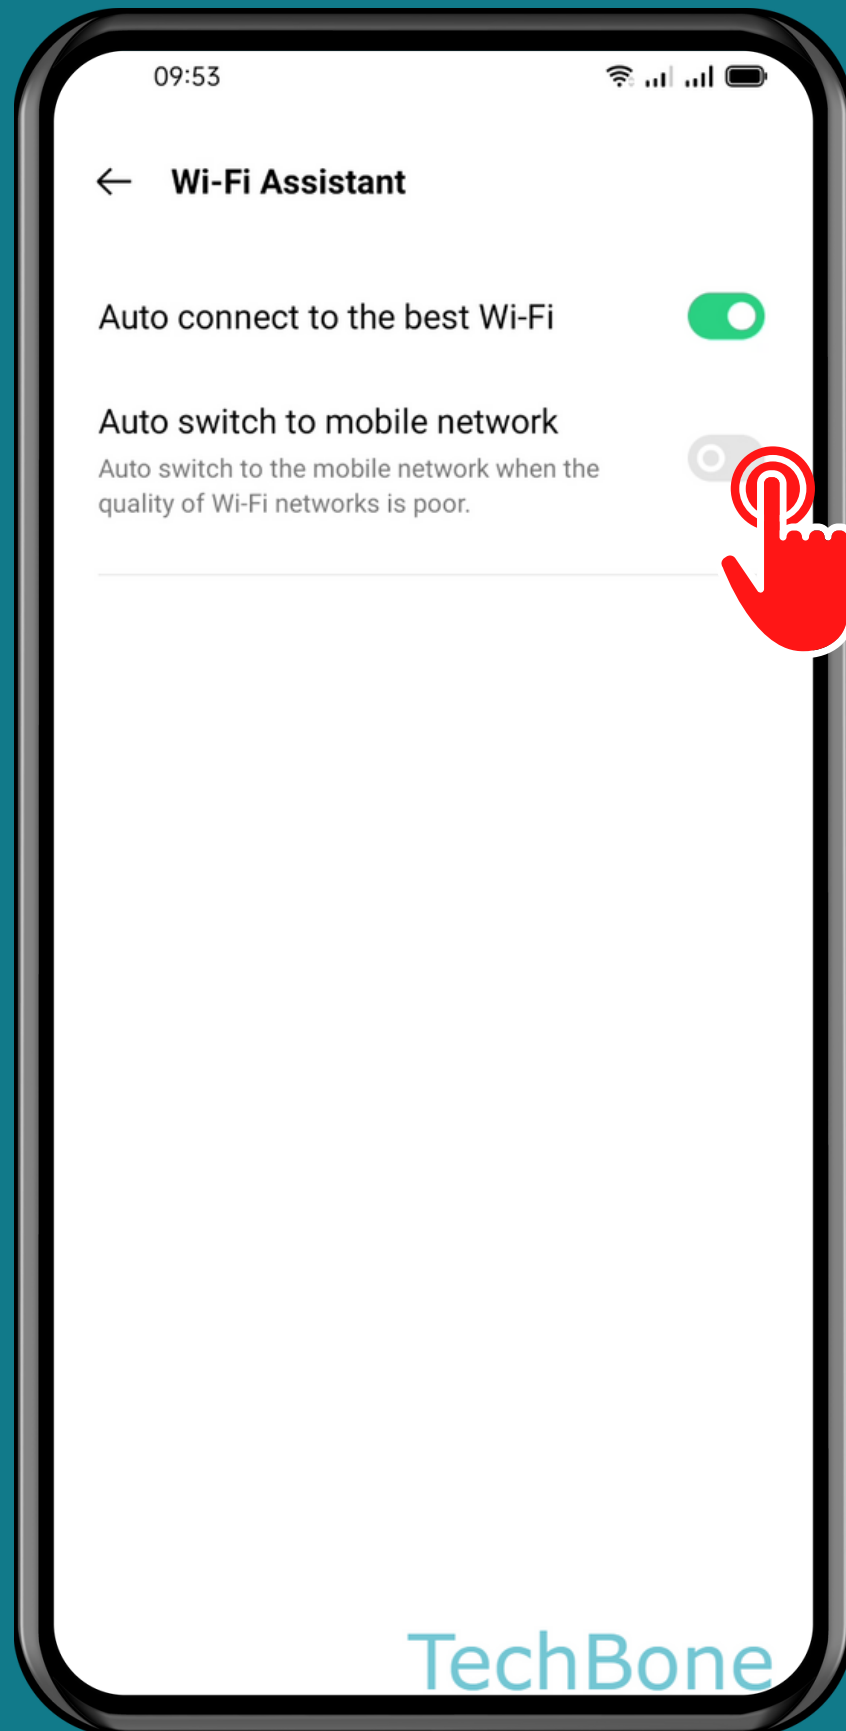 09:53
Wi-Fi Assistant
Auto connect to the best Wi-Fi
Auto switch to mobile network
Auto switch to the mobile network when the
quality of Wi-Fi networks is poor.
TechBone